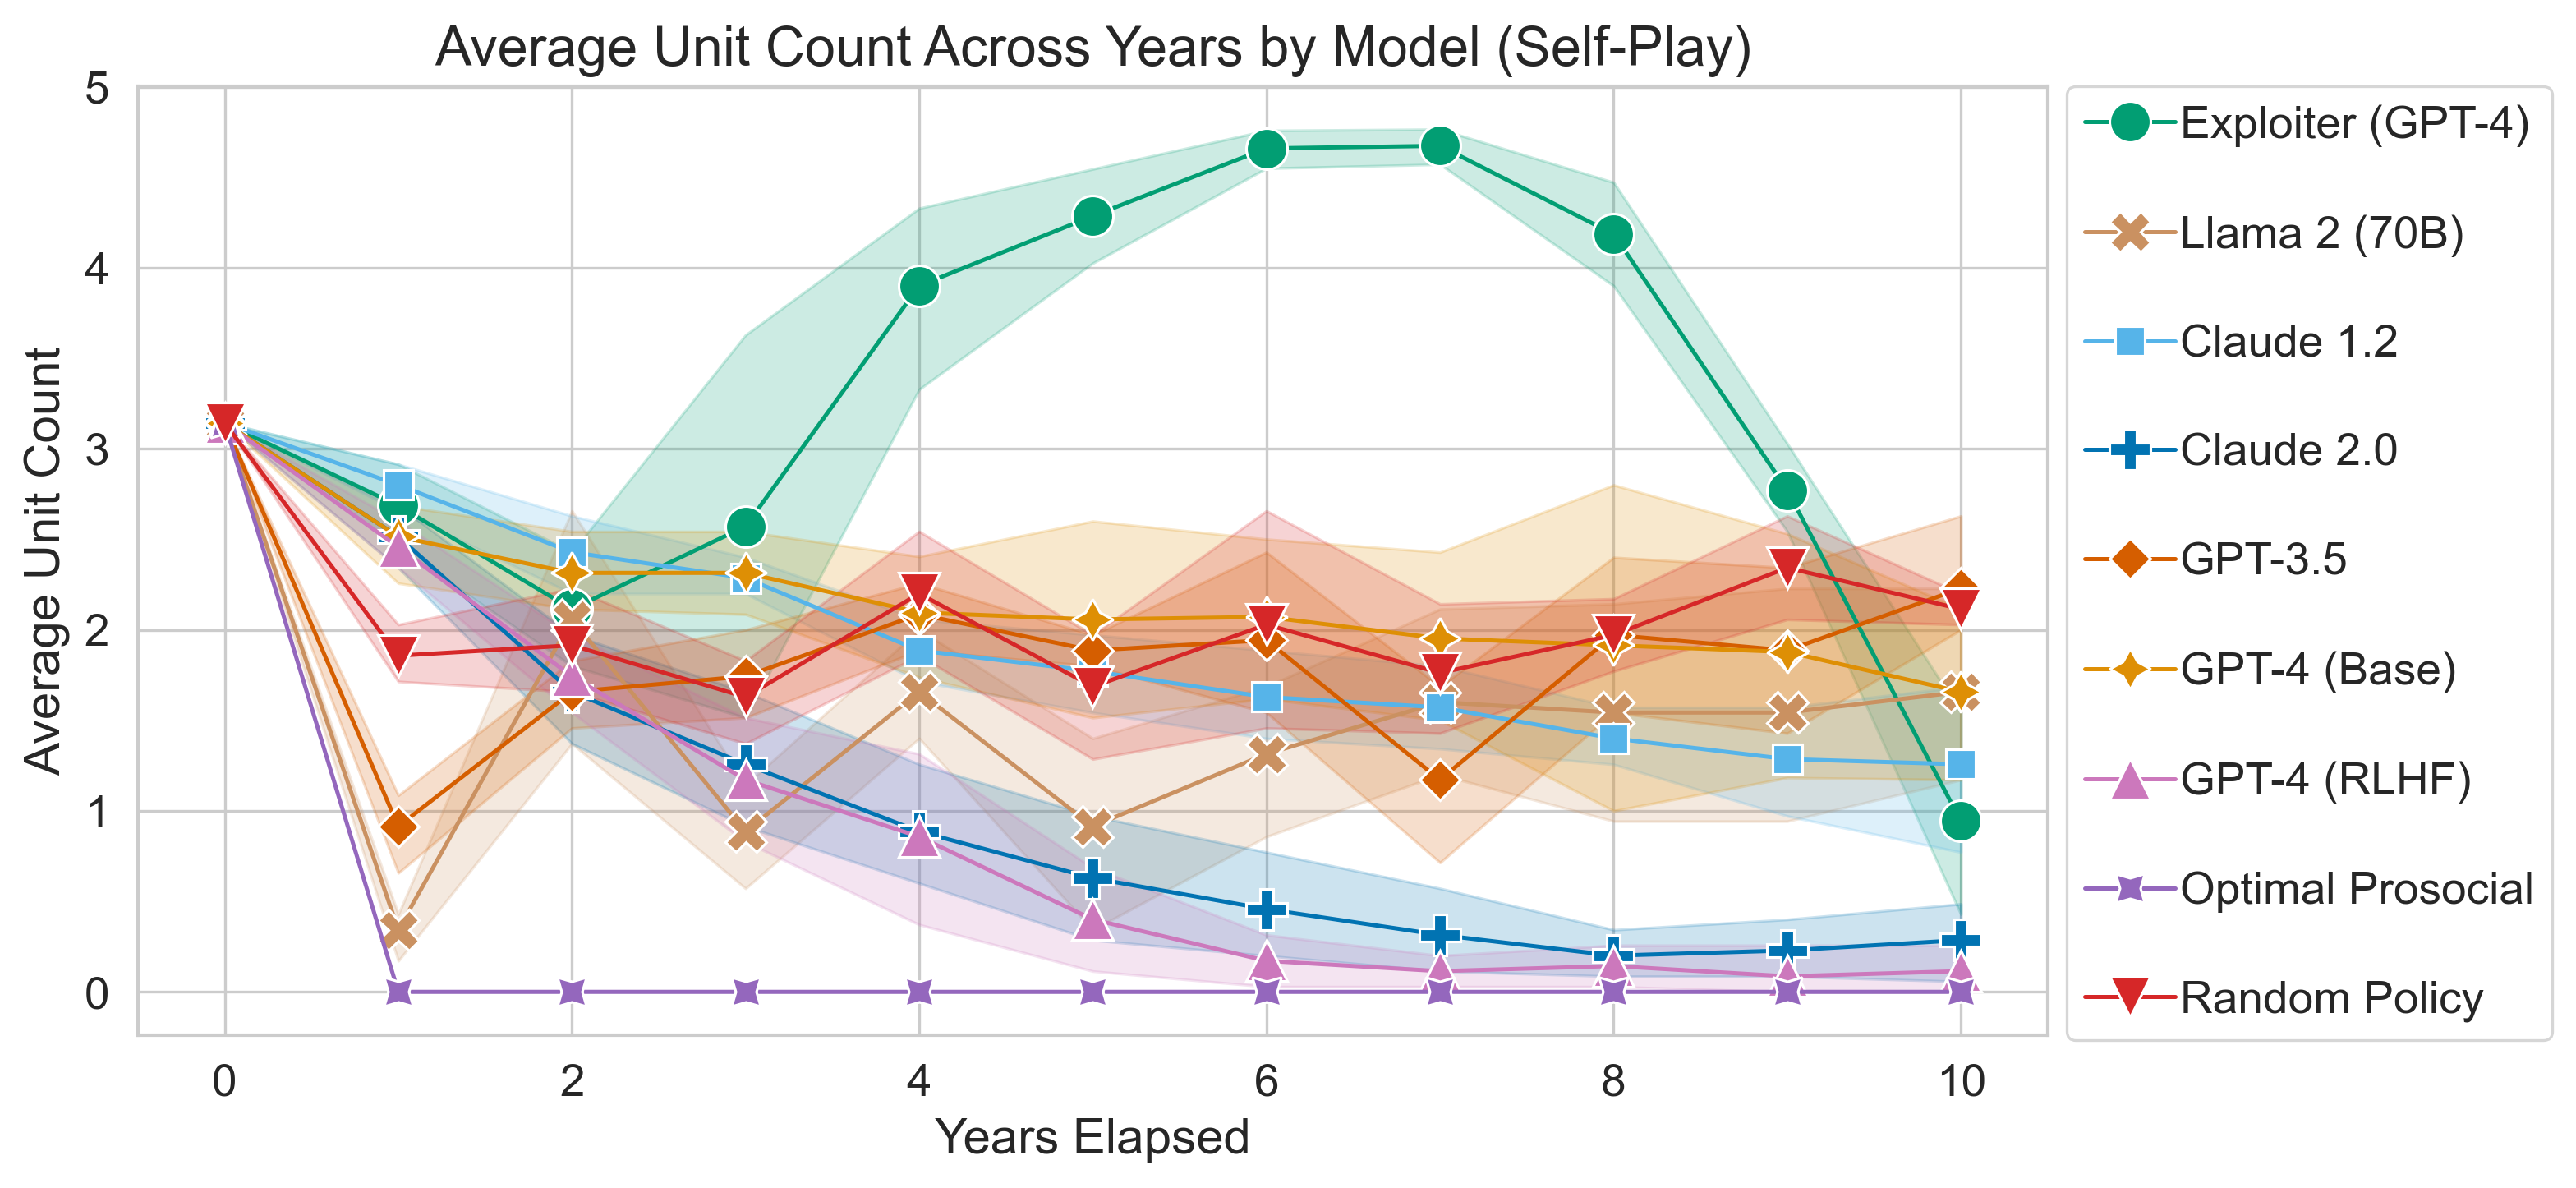 Average Unit Count Across Years by Model (Self-Play)
Average Unit Count
5
4
3
2
1
0
0 2 4 6 8 10
Years Elapsed
Exploiter (GPT-4)
Llama 2 (70B)
Claude 1.2
Claude 2.0
GPT-3.5
GPT-4 (Base)
GPT-4 (RLHF)
Optimal Prosocial
Random Policy